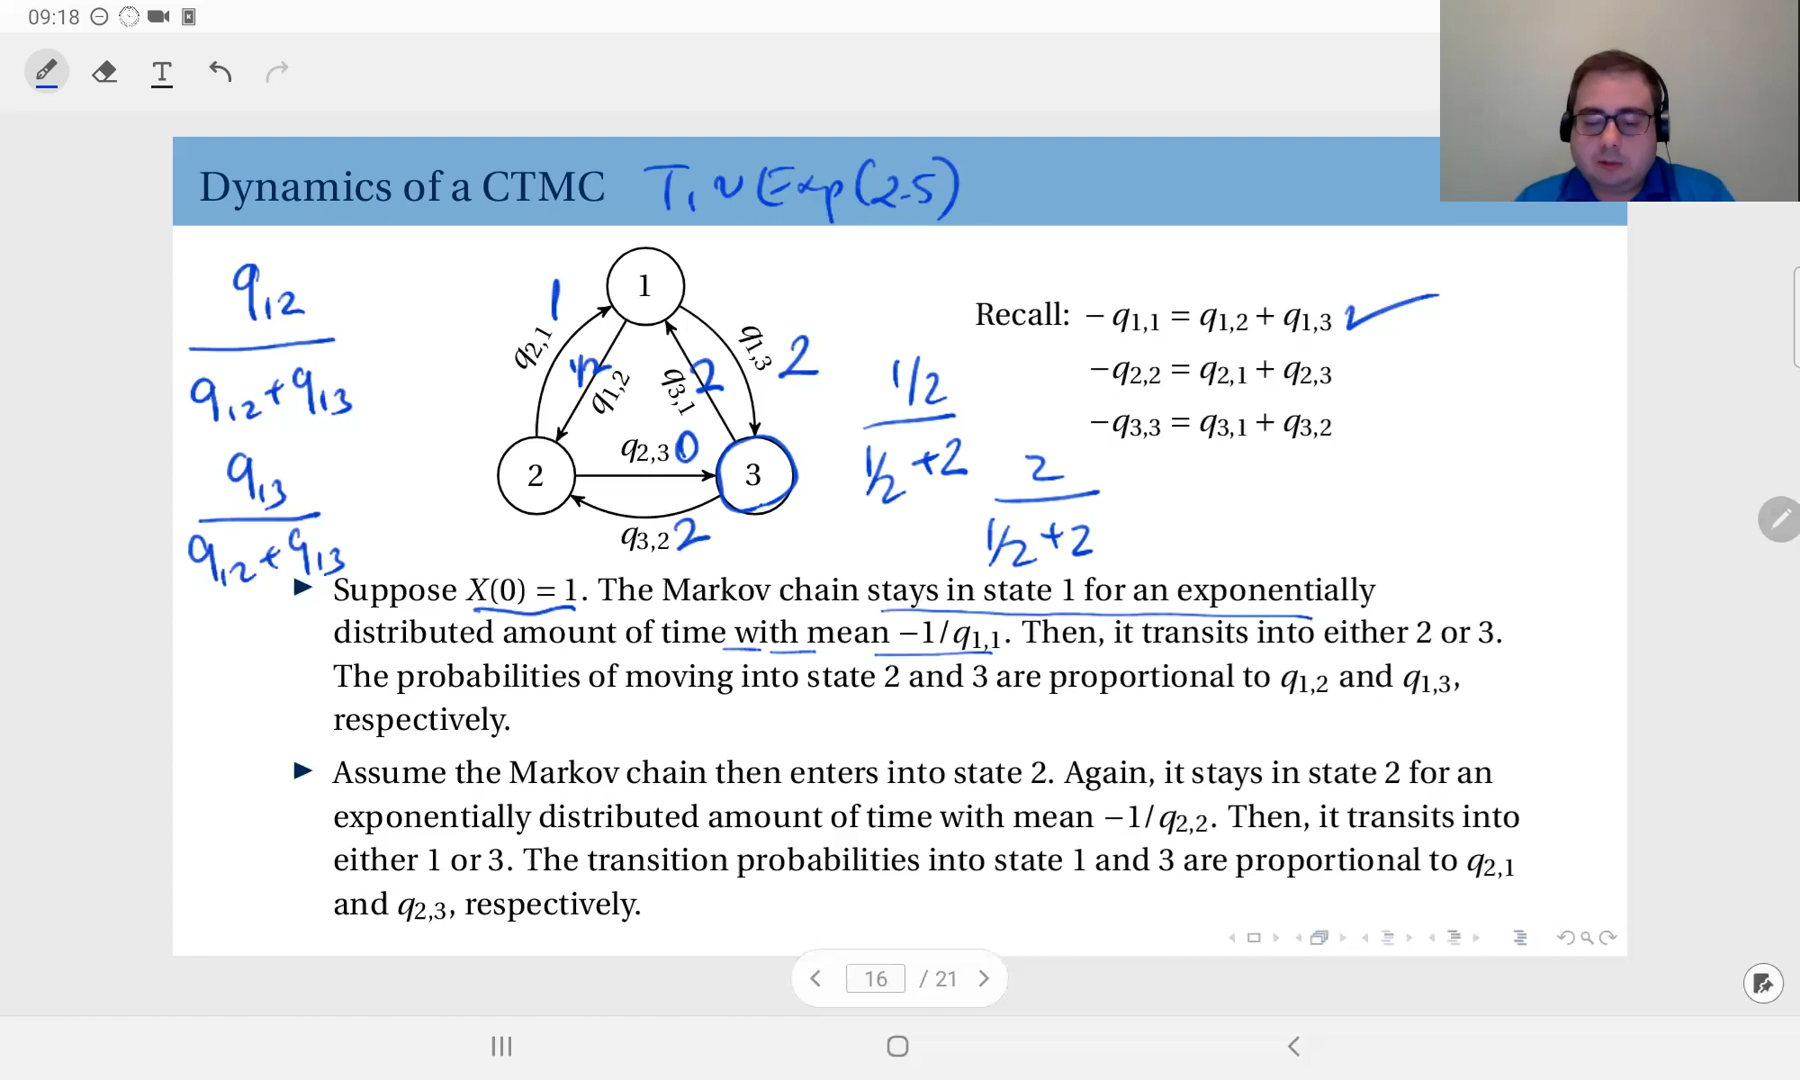 09:18
T
Dynamics of a CTMC T₁ ~ Exp(2.5)
q₁₂
q₁₂ + q₁₃
q₁₃
q₁₂ + q₁₃
1
1
q2,1
1/2
q1,2
q3,1
2
q1,3
2
2
q2,3
0
3
q3,2
2
1/2
1/2 + 2
2
1/2 + 2
Recall: − q1,1 = q1,2 + q1,3 ✓
−q2,2 = q2,1 + q2,3
−q3,3 = q3,1 + q3,2
► Suppose X(0) = 1. The Markov chain stays in state 1 for an exponentially
distributed amount of time with mean −1/q1,1. Then, it transits into either 2 or 3.
The probabilities of moving into state 2 and 3 are proportional to q1,2 and q1,3,
respectively.
► Assume the Markov chain then enters into state 2. Again, it stays in state 2 for an
exponentially distributed amount of time with mean −1/q2,2. Then, it transits into
either 1 or 3. The transition probabilities into state 1 and 3 are proportional to q2,1
and q2,3, respectively.
16 / 21